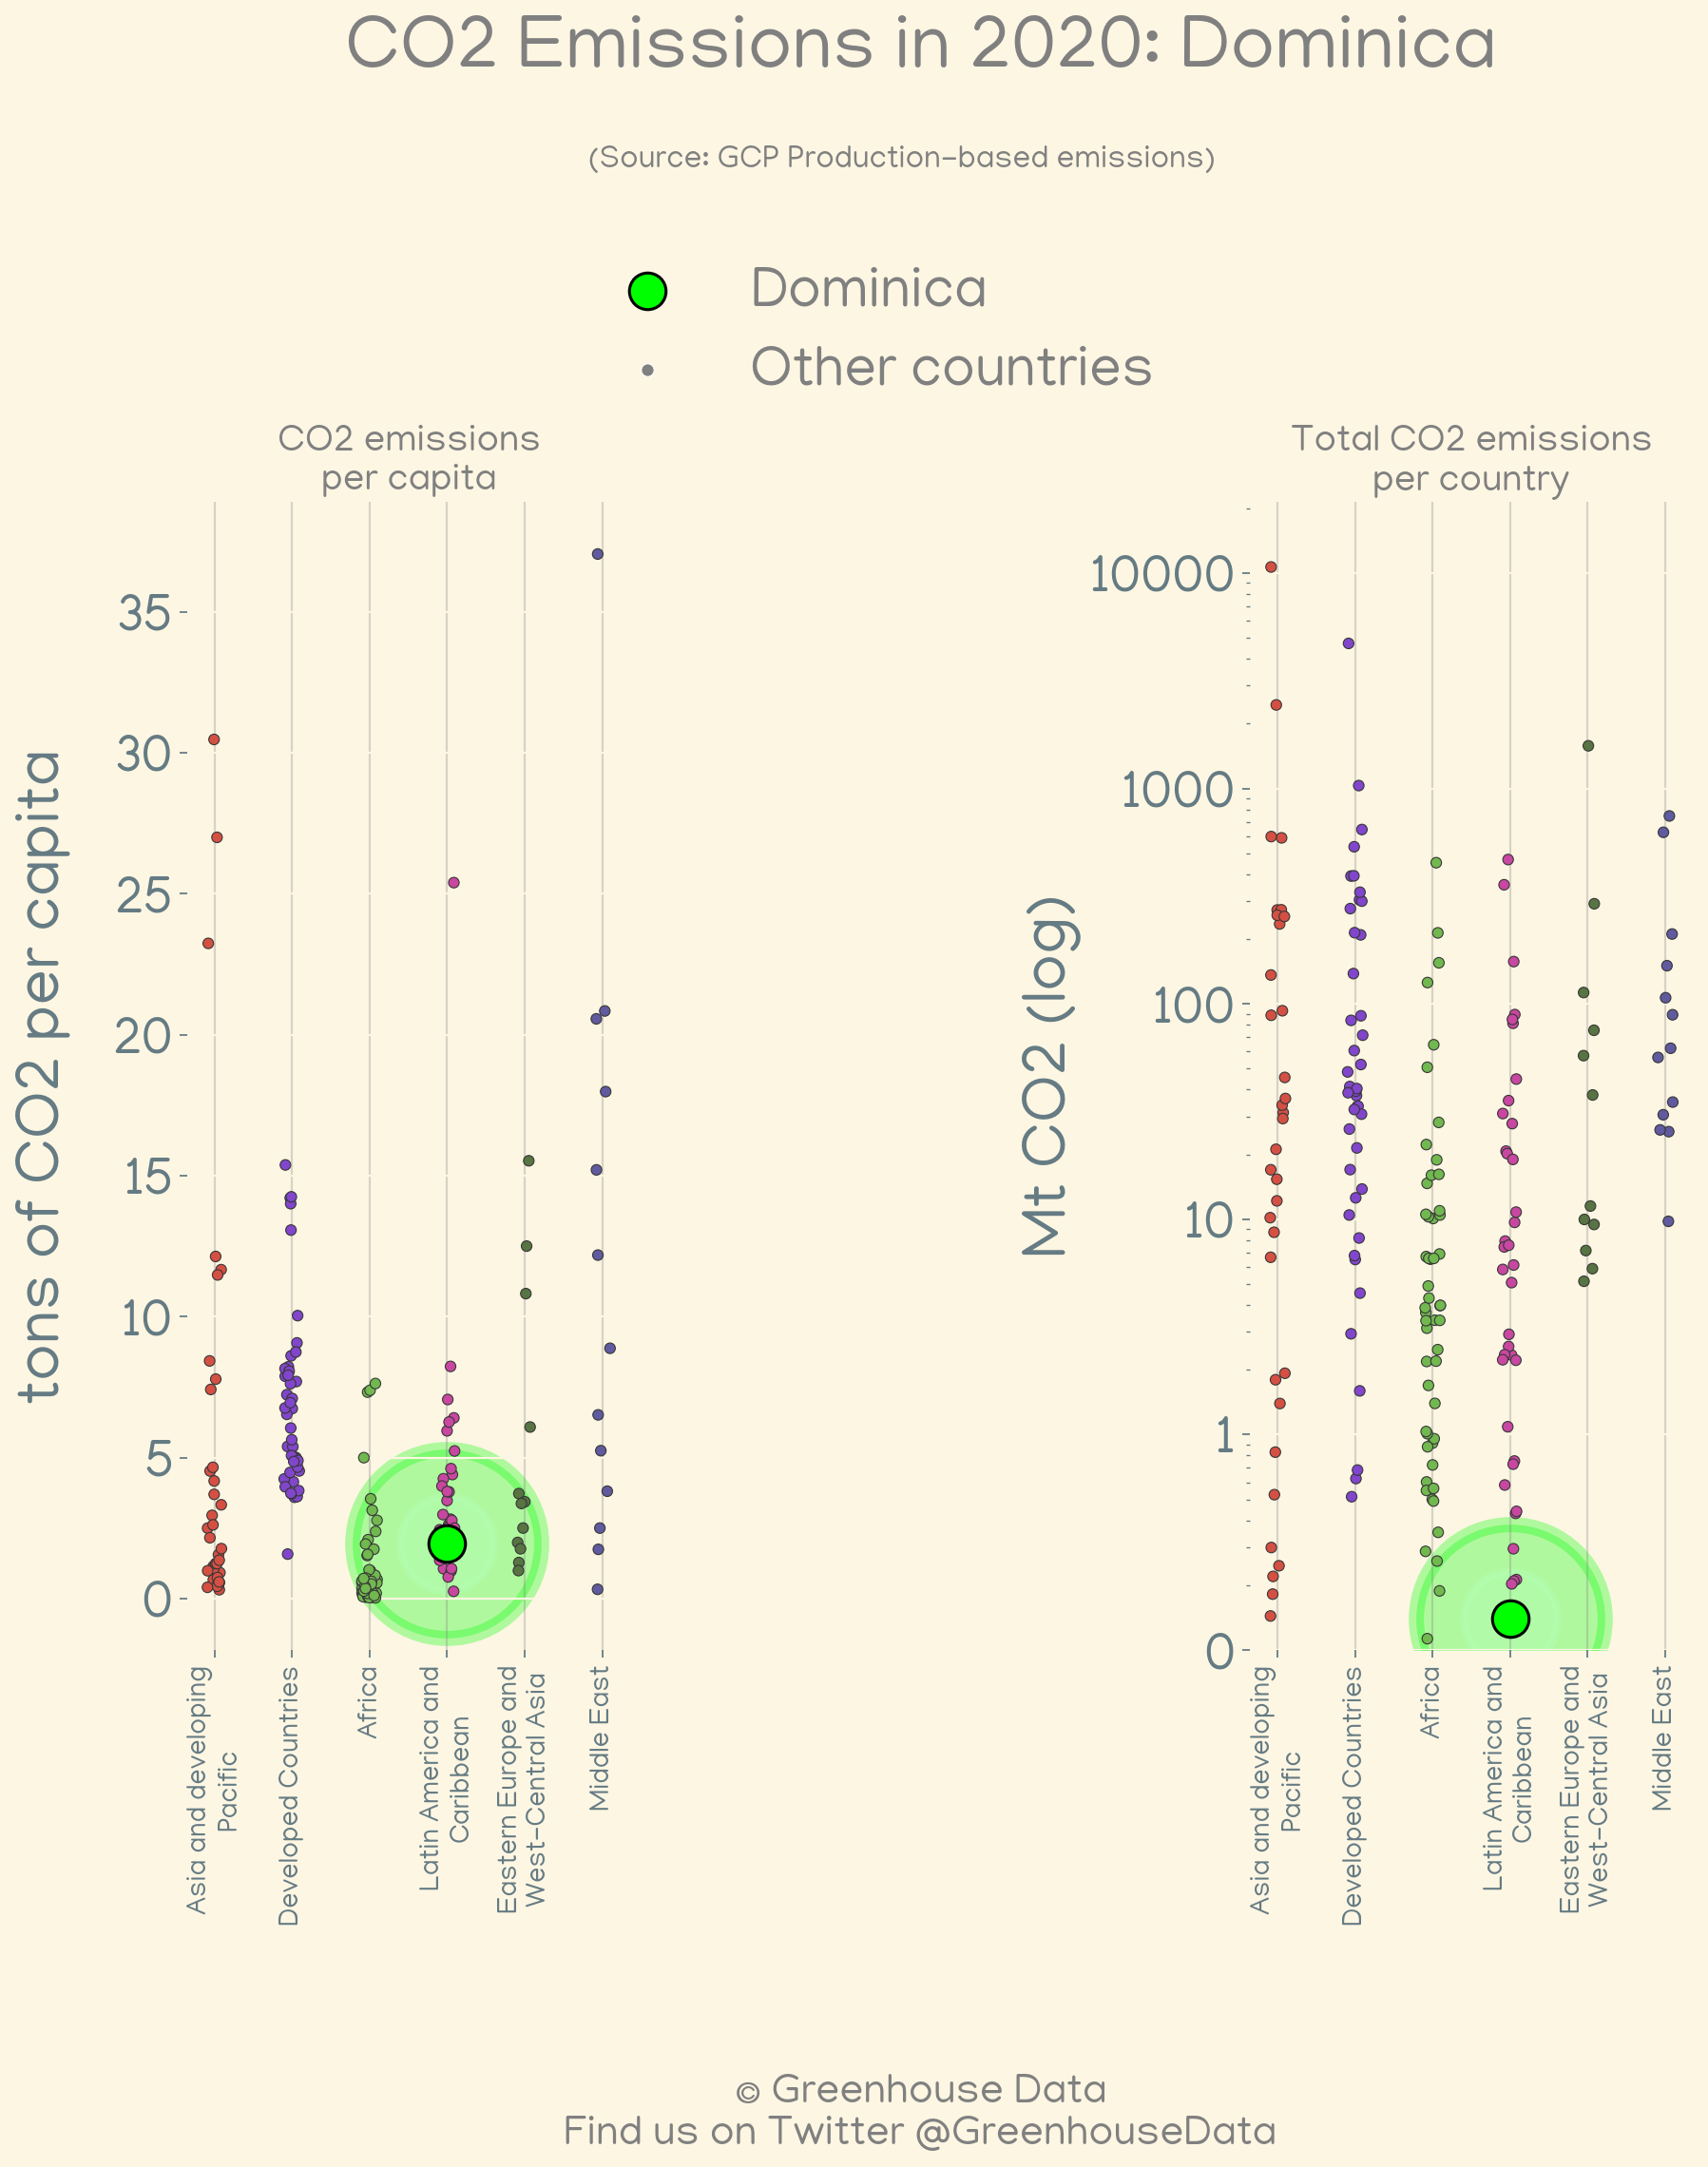 CO2 Emissions in 2020: Dominica
(Source: GCP Production-based emissions)
Dominica
Other countries
CO2 emissions
per capita
tons of CO2 per capita
35
30
25
20
15
10
5
0
Asia and developing
Pacific
Developed Countries
Africa
Latin America and
Caribbean
Eastern Europe and
West-Central Asia
Middle East
Total CO2 emissions
per country
Mt CO2 (log)
10000
1000
100
10
1
0
Asia and developing
Pacific
Developed Countries
Africa
Latin America and
Caribbean
Eastern Europe and
West-Central Asia
Middle East
© Greenhouse Data
Find us on Twitter @GreenhouseData